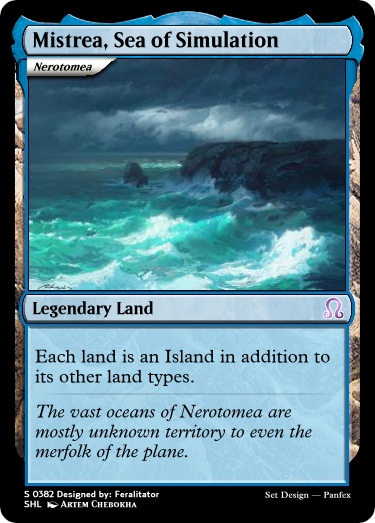 Mistrea, Sea of Simulation
Nerotomea
Legendary Land
Each land is an Island in addition to
its other land types.
The vast oceans of Nerotomea are
mostly unknown territory to even the
merfolk of the plane.
S 0382 Designed by: Feralitator
Set Design — Panfex
SHL Artem Chebokha